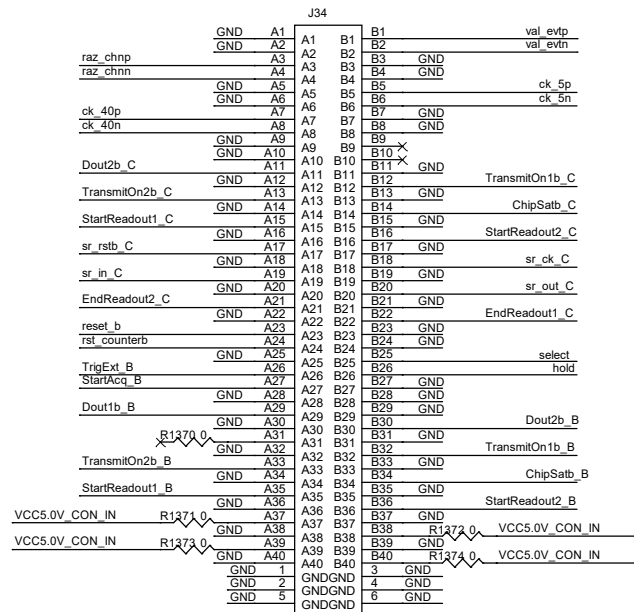 J34
GND A1 A1 B1 B1 val_evtp
GND A2 A2 B2 B2 val_evtn
raz_chnp A3 A3 B3 B3 GND
raz_chnn A4 A4 B4 B4 GND
GND A5 A5 B5 B5 ck_5p
GND A6 A6 B6 B6 ck_5n
ck_40p A7 A7 B7 B7 GND
ck_40n A8 A8 B8 B8 GND
GND A9 A9 B9 B9
GND A10 A10 B10 B10
Dout2b_C A11 A11 B11 B11 GND
GND A12 A12 B12 B12 TransmitOn1b_C
TransmitOn2b_C A13 A13 B13 B13 GND
GND A14 A14 B14 B14 ChipSatb_C
StartReadout1_C A15 A15 B15 B15 GND
GND A16 A16 B16 B16 StartReadout2_C
sr_rstb_C A17 A17 B17 B17 GND
GND A18 A18 B18 B18 sr_ck_C
sr_in_C A19 A19 B19 B19 GND
GND A20 A20 B20 B20 sr_out_C
EndReadout2_C A21 A21 B21 B21 GND
GND A22 A22 B22 B22 EndReadout1_C
reset_b A23 A23 B23 B23 GND
rst_counterb A24 A24 B24 B24 GND
GND A25 A25 B25 B25 select
TrigExt_B A26 A26 B26 B26 hold
StartAcq_B A27 A27 B27 B27 GND
GND A28 A28 B28 B28 GND
Dout1b_B A29 A29 B29 B29 GND
GND A30 A30 B30 B30 Dout2b_B
R1370 0 A31 A31 B31 B31 GND
GND A32 A32 B32 B32 TransmitOn1b_B
TransmitOn2b_B A33 A33 B33 B33 GND
GND A34 A34 B34 B34 ChipSatb_B
StartReadout1_B A35 A35 B35 B35 GND
GND A36 A36 B36 B36 StartReadout2_B
VCC5.0V_CON_IN R1371 0 A37 A37 B37 B37 GND
GND A38 A38 B38 B38 R1372 0 VCC5.0V_CON_IN
VCC5.0V_CON_IN R1373 0 A39 A39 B39 B39 GND
GND A40 A40 B40 B40 R1374 0 VCC5.0V_CON_IN
GND 1 GNDGND 3 GND
GND 2 GNDGND 4 GND
GND 5 GNDGND 6 GND